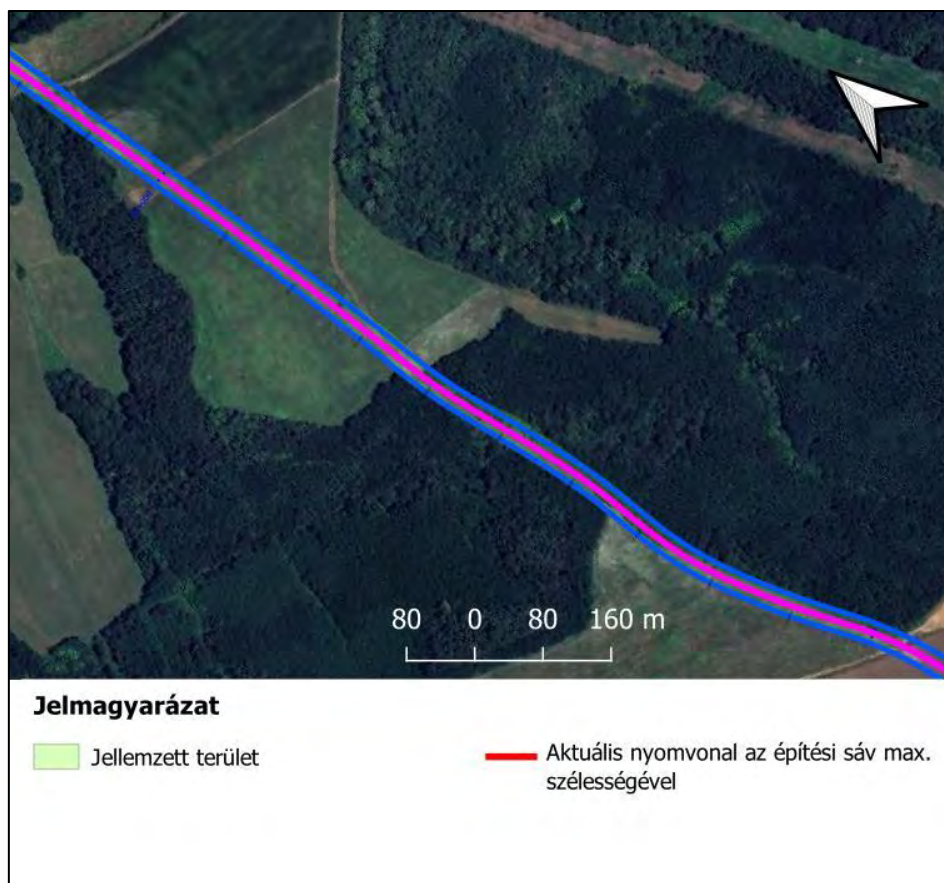 80 0 80 160 m
Jelmagyarázat
Jellemzett terület
Aktuális nyomvonal az építési sáv max.
szélességével